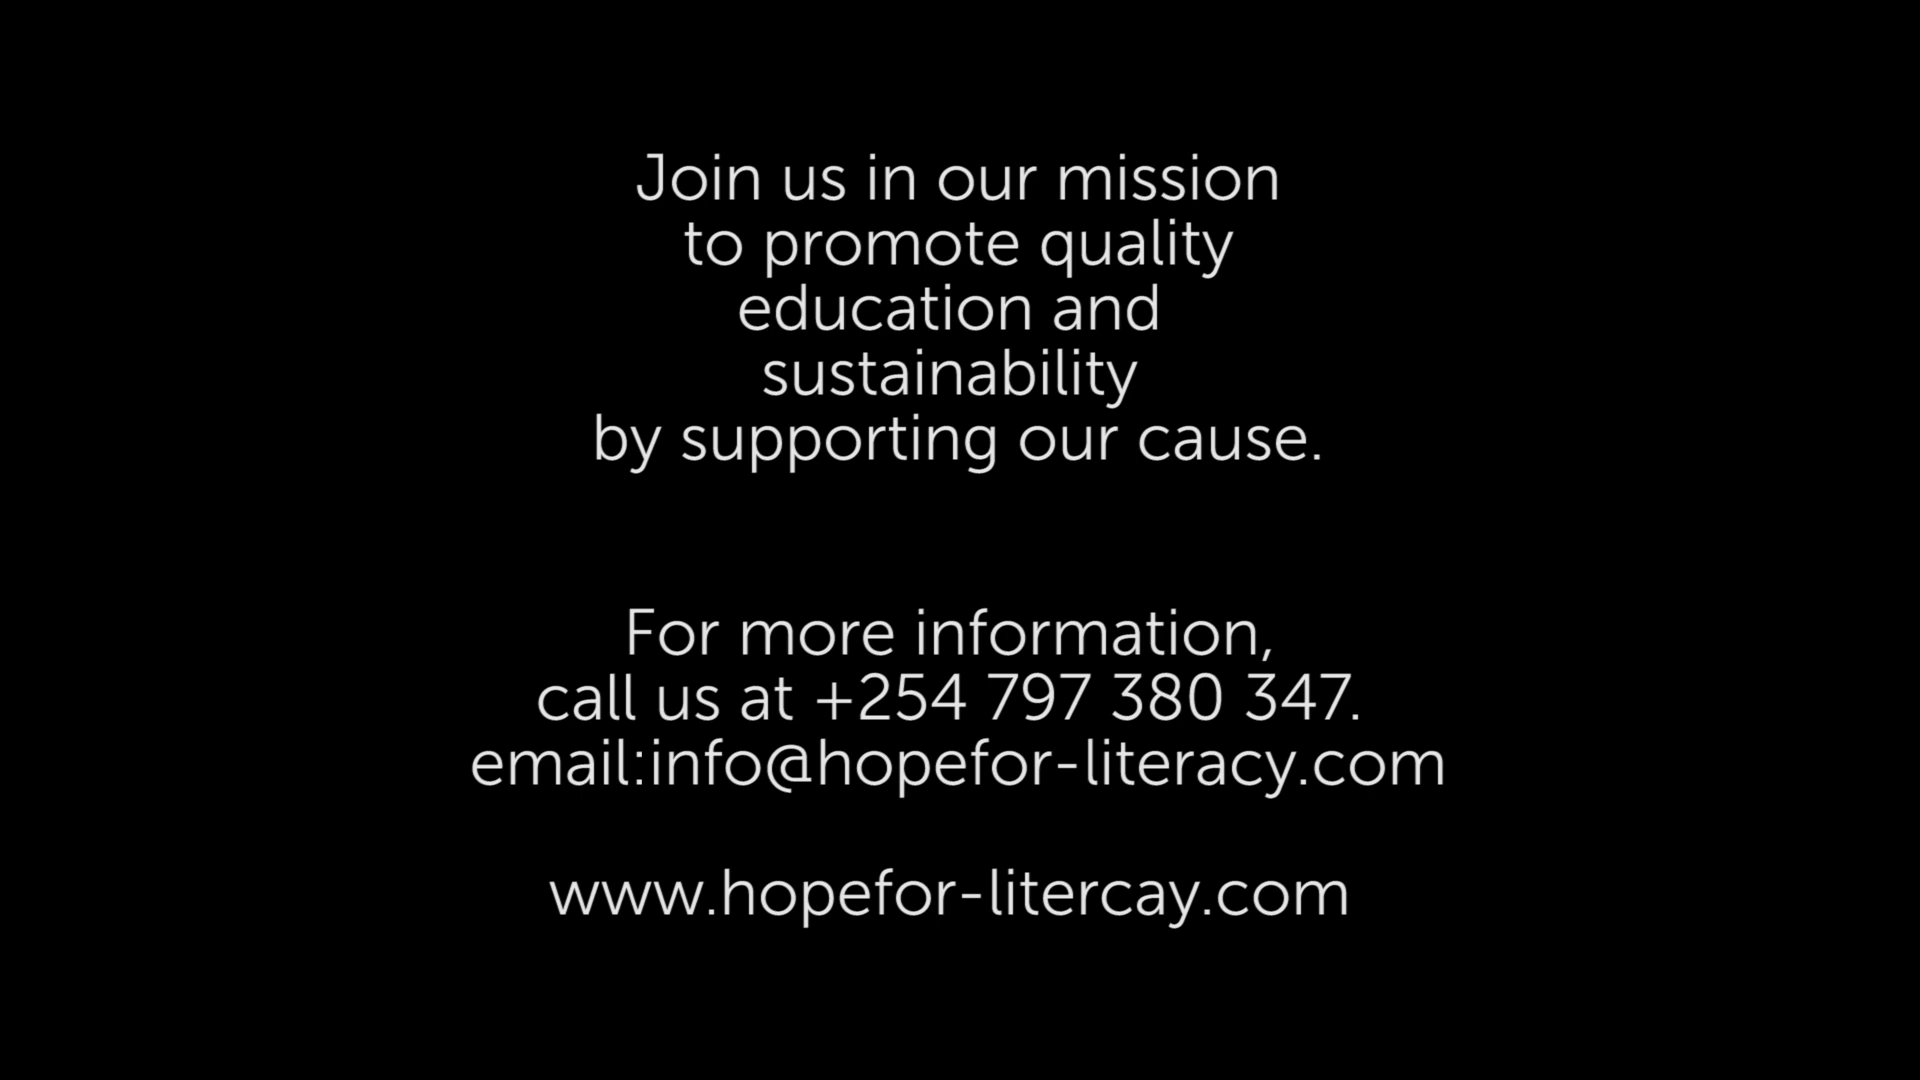 Join us in our mission
to promote quality
education and
sustainability
by supporting our cause.
For more information,
call us at +254 797 380 347.
email:info@hopefor-literacy.com
www.hopefor-litercay.com